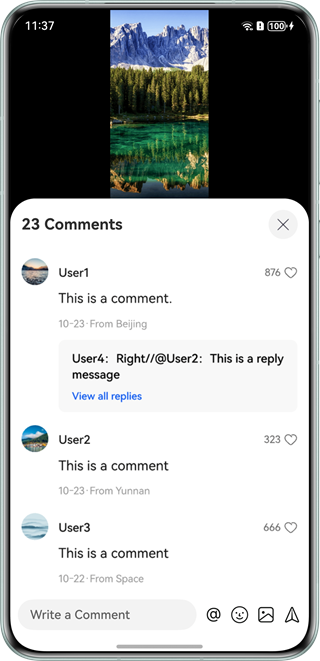 11:37
100
23 Comments
User1
876
This is a comment.
10-23·From Beijing
User4：Right//@User2：This is a reply
message
View all replies
User2
323
This is a comment
10-23·From Yunnan
User3
666
This is a comment
10-22·From Space
Write a Comment
@